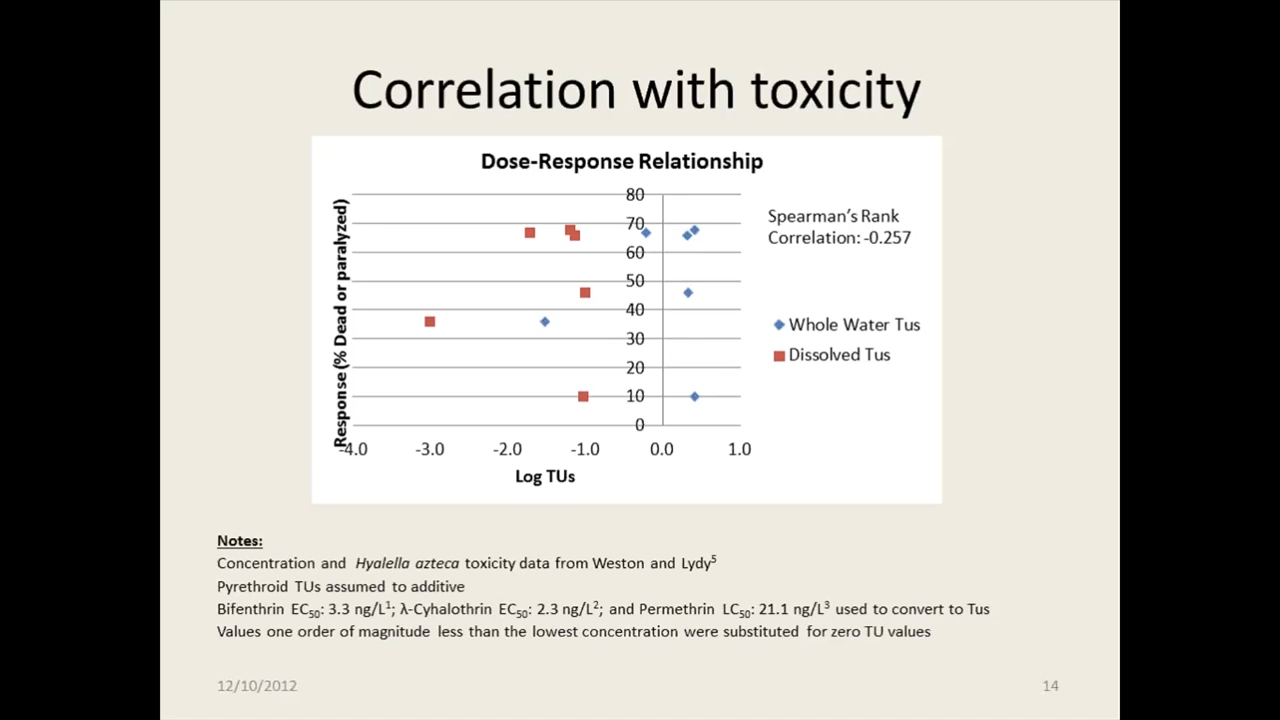 Correlation with toxicity
Dose-Response Relationship
Response (% Dead or paralyzed)
80
70
60
50
40
30
20
10
0
-4.0 -3.0 -2.0 -1.0 0.0 1.0
Log TUs
Spearman's Rank
Correlation: -0.257
Whole Water Tus
Dissolved Tus
Notes:
Concentration and Hyalella azteca toxicity data from Weston and Lydy⁵
Pyrethroid TUs assumed to additive
Bifenthrin EC₅₀: 3.3 ng/L¹; λ-Cyhalothrin EC₅₀: 2.3 ng/L²; and Permethrin LC₅₀: 21.1 ng/L³ used to convert to Tus
Values one order of magnitude less than the lowest concentration were substituted for zero TU values
12/10/2012
14